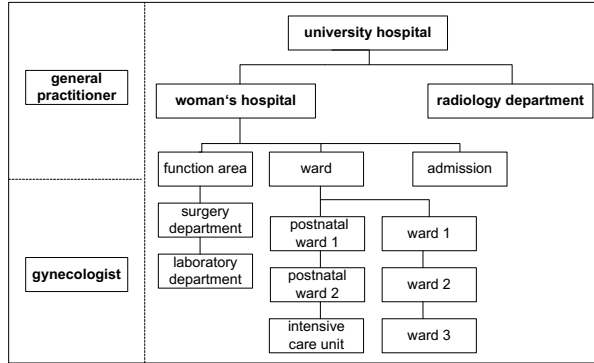 university hospital
general
practitioner
woman‘s hospital
radiology department
function area
ward
admission
surgery
department
postnatal
ward 1
ward 1
laboratory
department
gynecologist
postnatal
ward 2
ward 2
intensive
care unit
ward 3